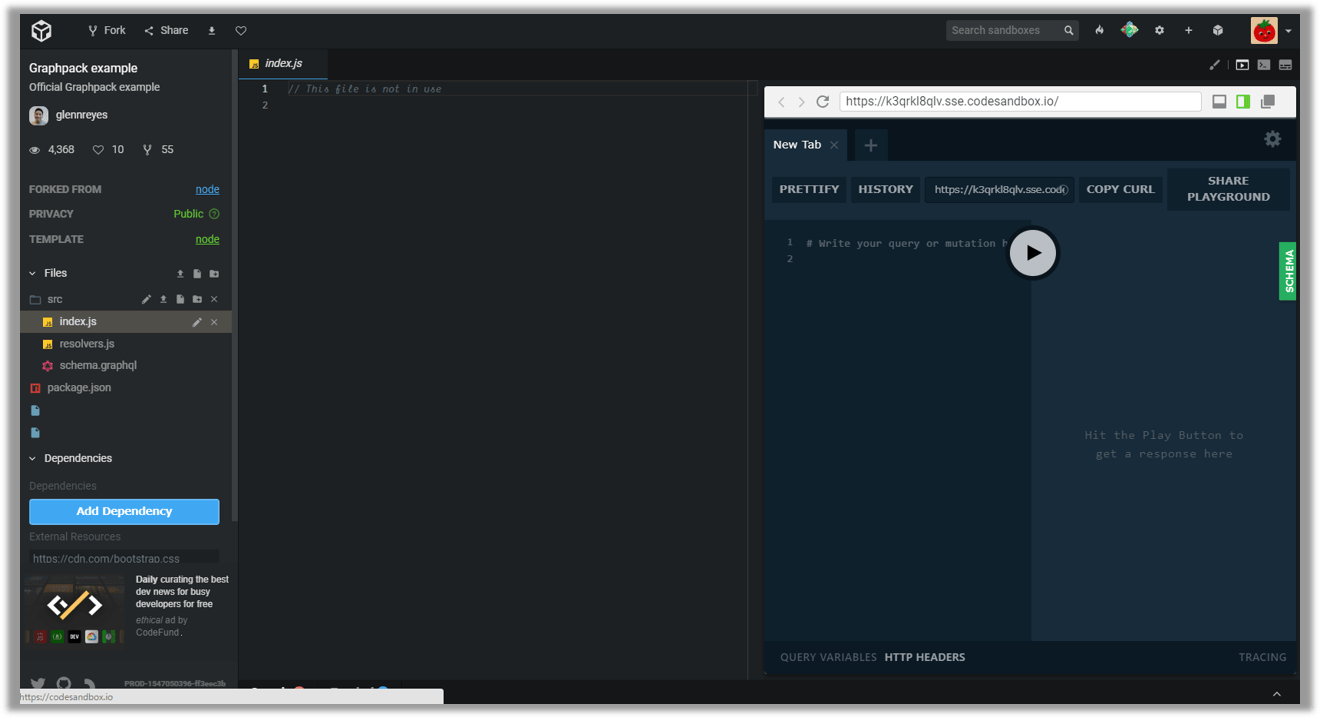 Fork Share Search sandboxes
Graphpack example
Official Graphpack example
glennreyes
4,368 10 55
FORKED FROM node
PRIVACY Public
TEMPLATE node
Files
src
index.js
resolvers.js
schema.graphql
package.json
Dependencies
Dependencies
Add Dependency
External Resources
https://cdn.com/bootstrap.css
Daily curating the best
dev news for busy
developers for free
ethical ad by
CodeFund.
PROD-1547050396-ff3eec3b
https://codesandbox.io
index.js
1 // This file is not in use
2
https://k3qrkl8qlv.sse.codesandbox.io/
New Tab
PRETTIFY HISTORY https://k3qrkl8qlv.sse.cod COPY CURL SHARE PLAYGROUND
1 # Write your query or mutation h
2
SCHEMA
Hit the Play Button to
get a response here
QUERY VARIABLES HTTP HEADERS TRACING